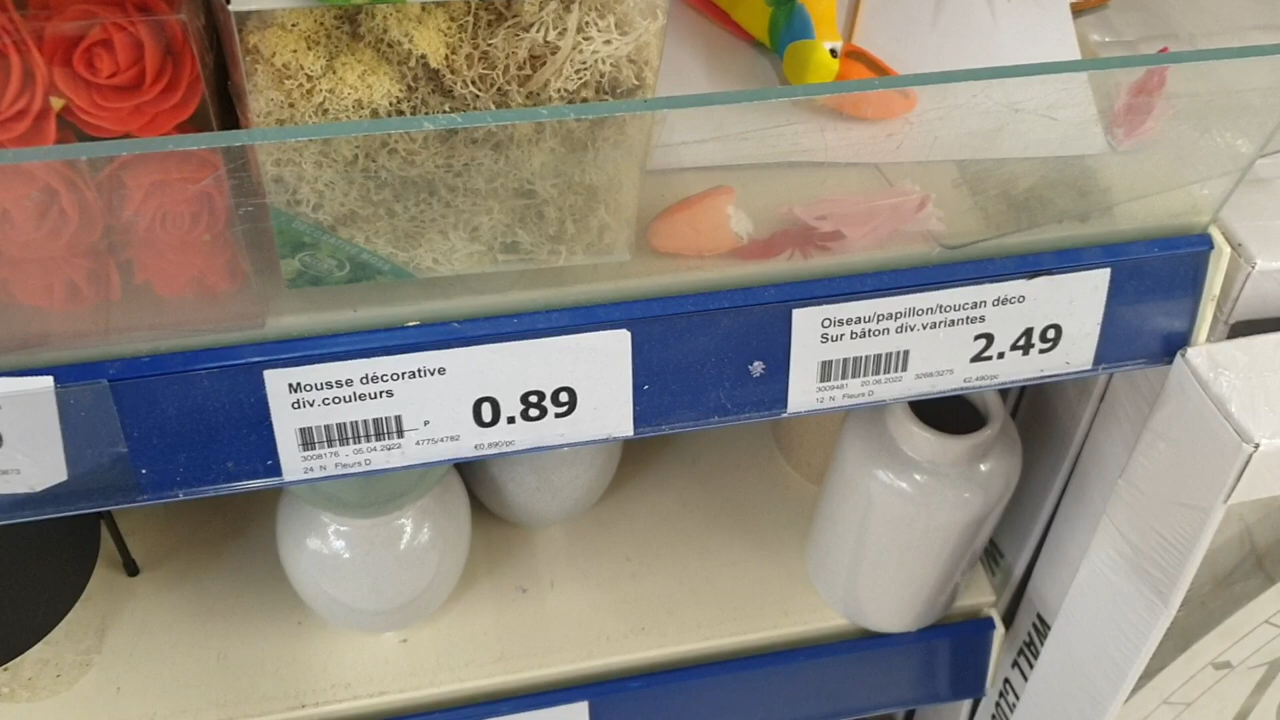 Mousse décorative
div.couleurs
0.89
P
3008176 - 05.04.2022 4775/4782 €0,890/pc
24 N Fleurs D
Oiseau/papillon/toucan déco
Sur bâton div.variantes
2.49
3009481 20.06.2022 3268/3275 €2,490/pc
12 N Fleurs D
WALL CLO